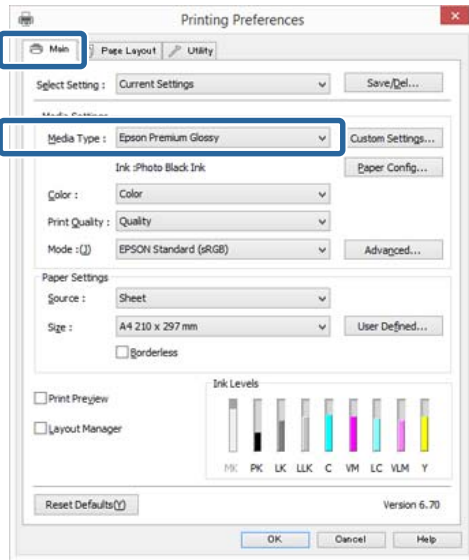 Printing Preferences
Main Page Layout Utility
Select Setting : Current Settings Save/Del...
Media Settings
Media Type : Epson Premium Glossy Custom Settings...
Ink :Photo Black Ink Paper Config...
Color : Color
Print Quality : Quality
Mode :(J) EPSON Standard (sRGB) Advanced...
Paper Settings
Source : Sheet
Size : A4 210 x 297 mm User Defined...
Borderless
Print Preview
Layout Manager
Ink Levels
MK PK LK LLK C VM LC VLM Y
Reset Defaults(Y) Version 6.70
OK Cancel Help